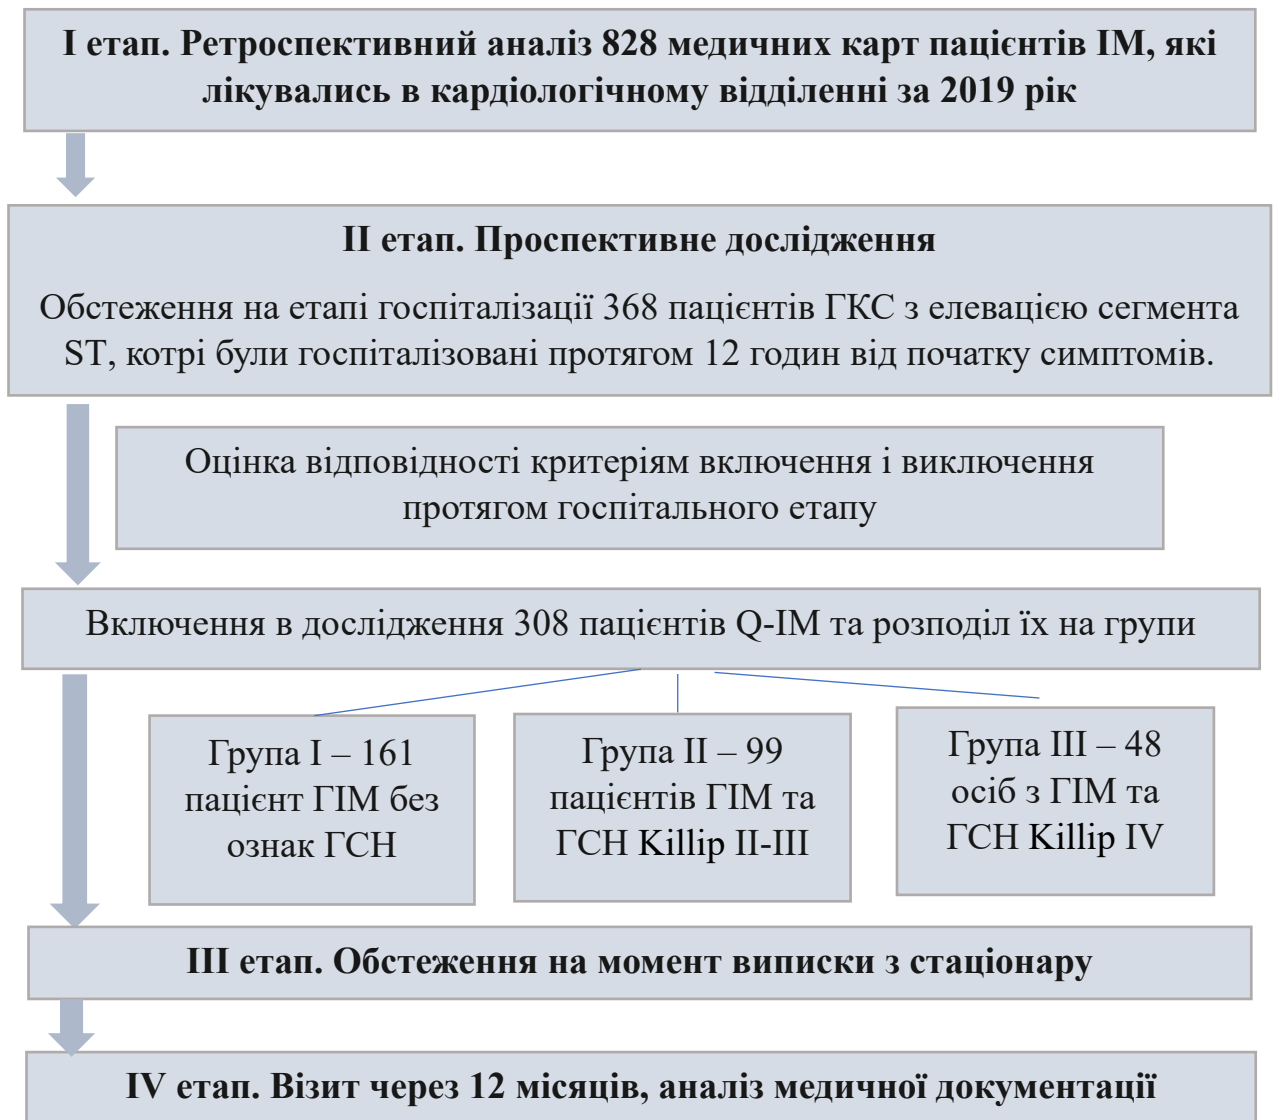 І етап. Ретроспективний аналіз 828 медичних карт пацієнтів ІМ, які
лікувались в кардіологічному відділенні за 2019 рік
ІІ етап. Проспективне дослідження
Обстеження на етапі госпіталізації 368 пацієнтів ГКС з елевацією сегмента
ST, котрі були госпіталізовані протягом 12 годин від початку симптомів.
Оцінка відповідності критеріям включення і виключення
протягом госпітального етапу
Включення в дослідження 308 пацієнтів Q-ІМ та розподіл їх на групи
Група І – 161
пацієнт ГІМ без
ознак ГСН
Група ІІ – 99
пацієнтів ГІМ та
ГСН Killip II-III
Група ІІІ – 48
осіб з ГІМ та
ГСН Killip IV
ІІІ етап. Обстеження на момент виписки з стаціонару
IV етап. Візит через 12 місяців, аналіз медичної документації